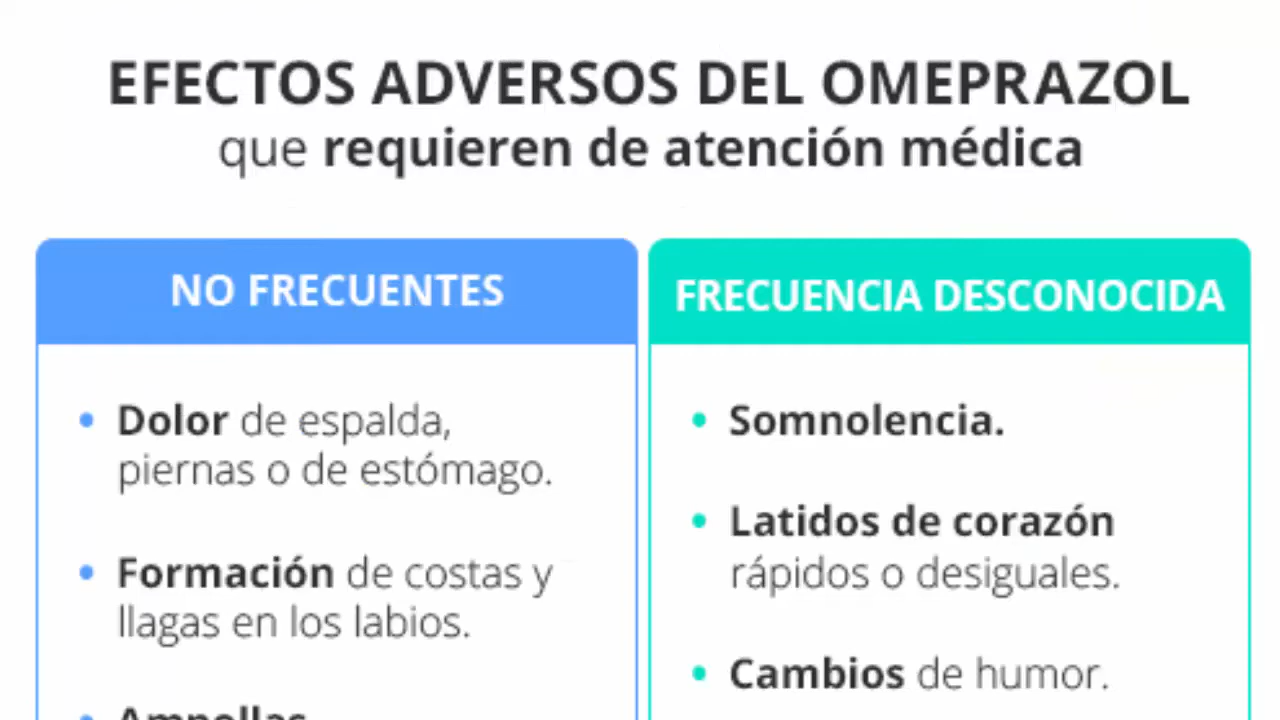 EFECTOS ADVERSOS DEL OMEPRAZOL
que requieren de atención médica
NO FRECUENTES
• Dolor de espalda,
piernas o de estómago.
• Formación de costas y
llagas en los labios.
• Ampollas
FRECUENCIA DESCONOCIDA
• Somnolencia.
• Latidos de corazón
rápidos o desiguales.
• Cambios de humor.